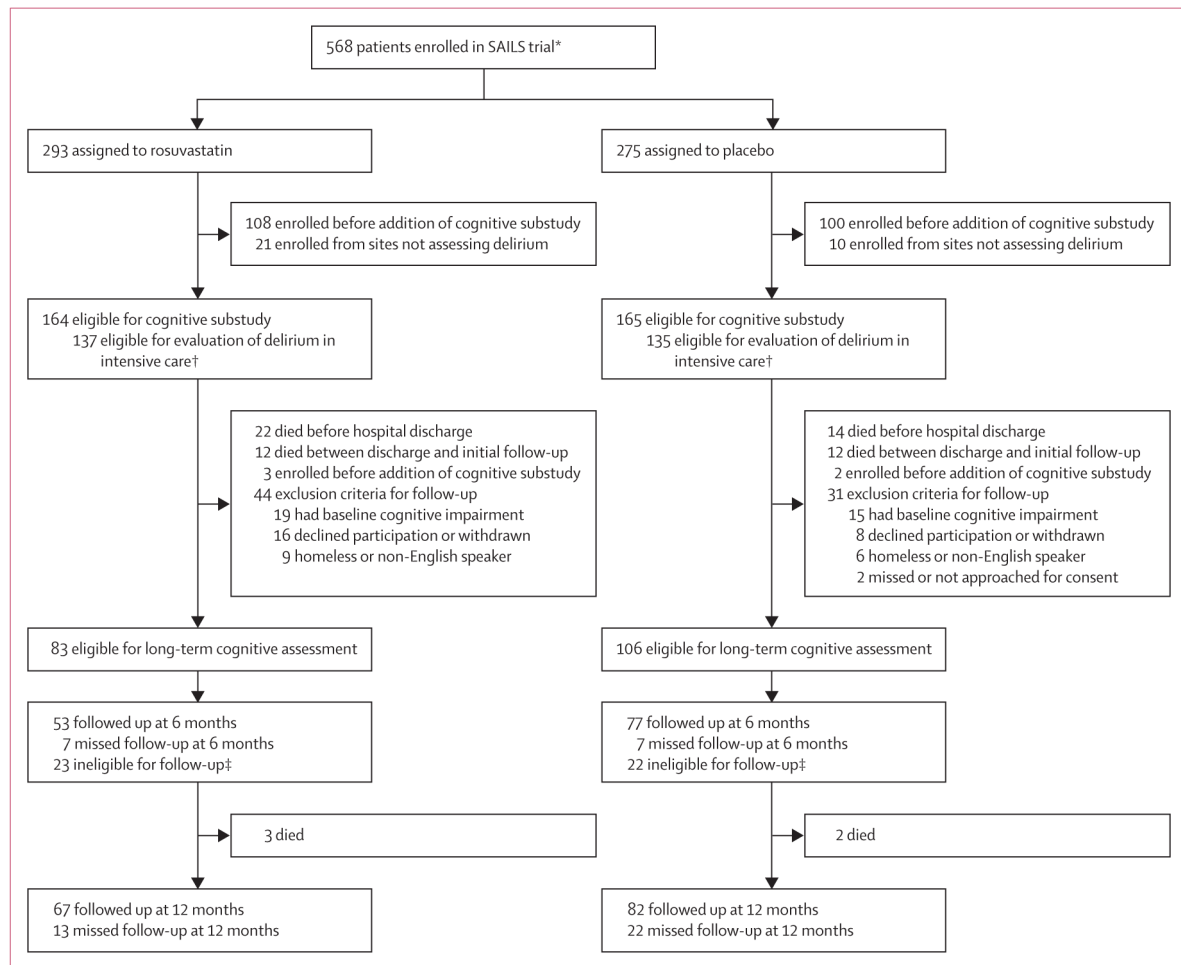 568 patients enrolled in SAILS trial*
293 assigned to rosuvastatin
275 assigned to placebo
108 enrolled before addition of cognitive substudy
21 enrolled from sites not assessing delirium
100 enrolled before addition of cognitive substudy
10 enrolled from sites not assessing delirium
164 eligible for cognitive substudy
137 eligible for evaluation of delirium in
intensive care†
165 eligible for cognitive substudy
135 eligible for evaluation of delirium in
intensive care†
22 died before hospital discharge
12 died between discharge and initial follow-up
3 enrolled before addition of cognitive substudy
44 exclusion criteria for follow-up
19 had baseline cognitive impairment
16 declined participation or withdrawn
9 homeless or non-English speaker
14 died before hospital discharge
12 died between discharge and initial follow-up
2 enrolled before addition of cognitive substudy
31 exclusion criteria for follow-up
15 had baseline cognitive impairment
8 declined participation or withdrawn
6 homeless or non-English speaker
2 missed or not approached for consent
83 eligible for long-term cognitive assessment
106 eligible for long-term cognitive assessment
53 followed up at 6 months
7 missed follow-up at 6 months
23 ineligible for follow-up‡
77 followed up at 6 months
7 missed follow-up at 6 months
22 ineligible for follow-up‡
3 died
2 died
67 followed up at 12 months
13 missed follow-up at 12 months
82 followed up at 12 months
22 missed follow-up at 12 months